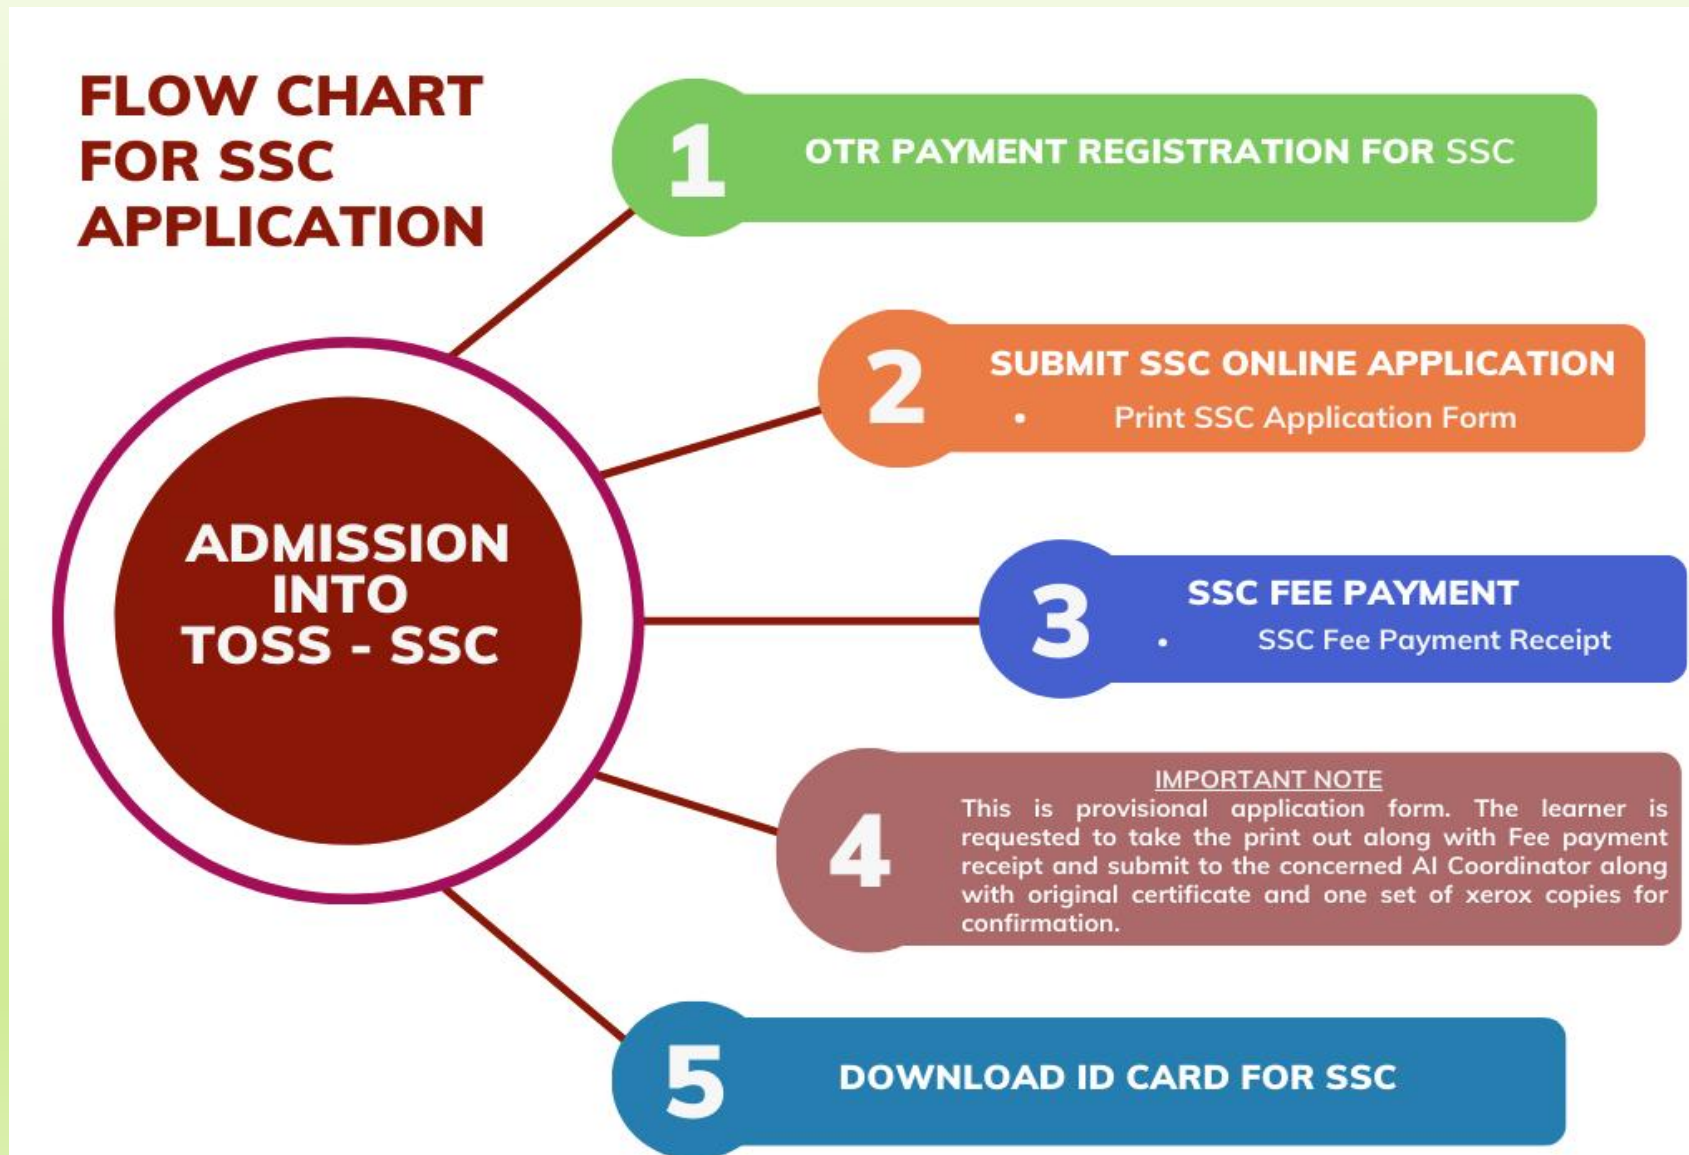 FLOW CHART
FOR SSC
APPLICATION
ADMISSION
INTO
TOSS - SSC
1
OTR PAYMENT REGISTRATION FOR SSC
2
SUBMIT SSC ONLINE APPLICATION
• Print SSC Application Form
3
SSC FEE PAYMENT
• SSC Fee Payment Receipt
4
IMPORTANT NOTE
This is provisional application form. The learner is
requested to take the print out along with Fee payment
receipt and submit to the concerned AI Coordinator along
with original certificate and one set of xerox copies for
confirmation.
5
DOWNLOAD ID CARD FOR SSC